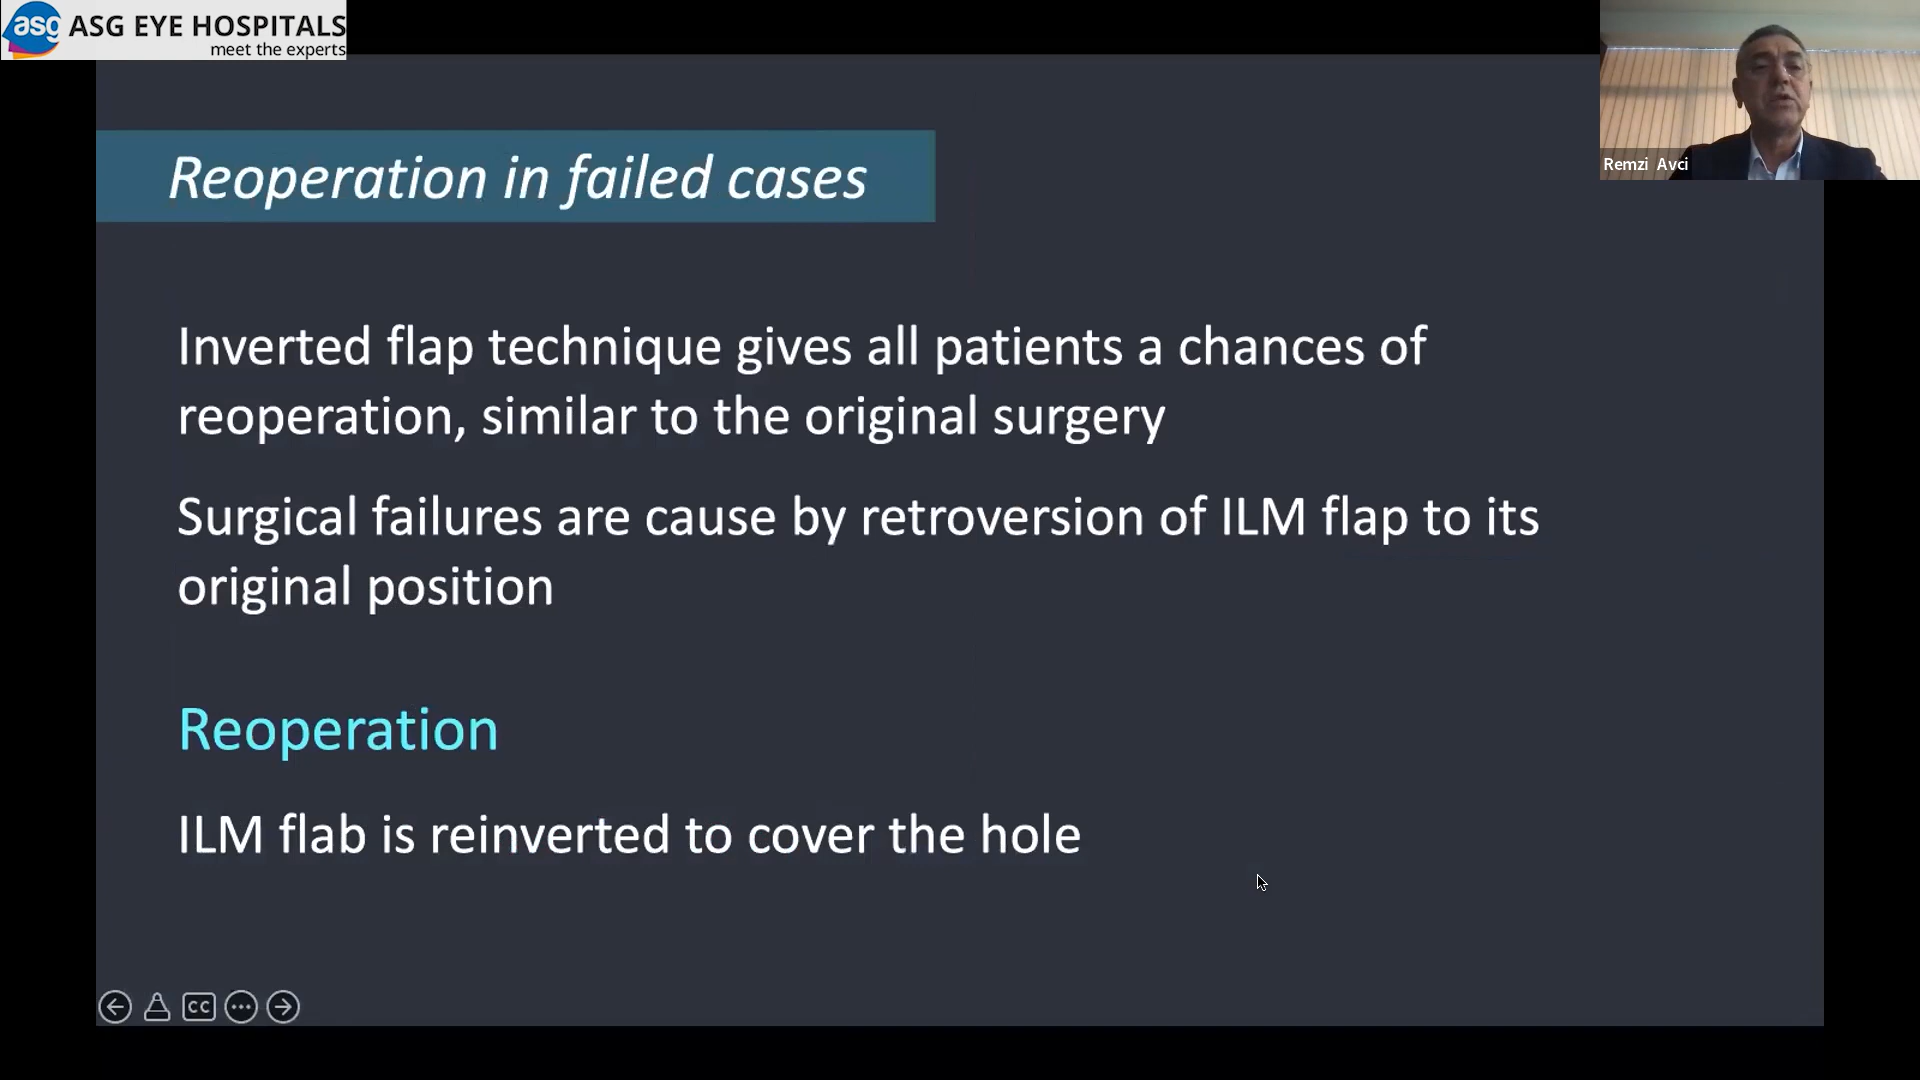 asg ASG EYE HOSPITALS
meet the experts
Remzi Avci
Reoperation in failed cases
Inverted flap technique gives all patients a chances of
reoperation, similar to the original surgery
Surgical failures are cause by retroversion of ILM flap to its
original position
Reoperation
ILM flab is reinverted to cover the hole
CC